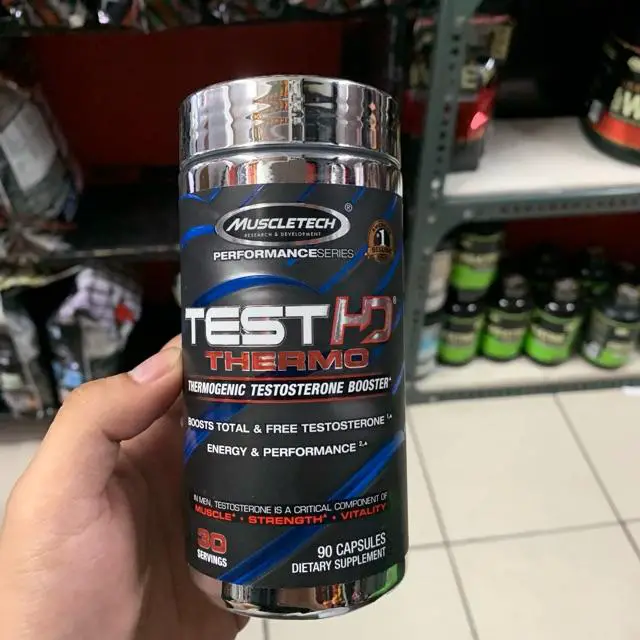 MUSCLETECH®
RESEARCH & DEVELOPMENT
PERFORMANCESERIES
#1
TEST HD®
THERMO
THERMOGENIC TESTOSTERONE BOOSTER*
BOOSTS TOTAL & FREE TESTOSTERONE
ENERGY & PERFORMANCE
IN MEN, TESTOSTERONE IS A CRITICAL COMPONENT OF
MUSCLE • STRENGTH • VITALITY
30
SERVINGS
90 CAPSULES
DIETARY SUPPLEMENT